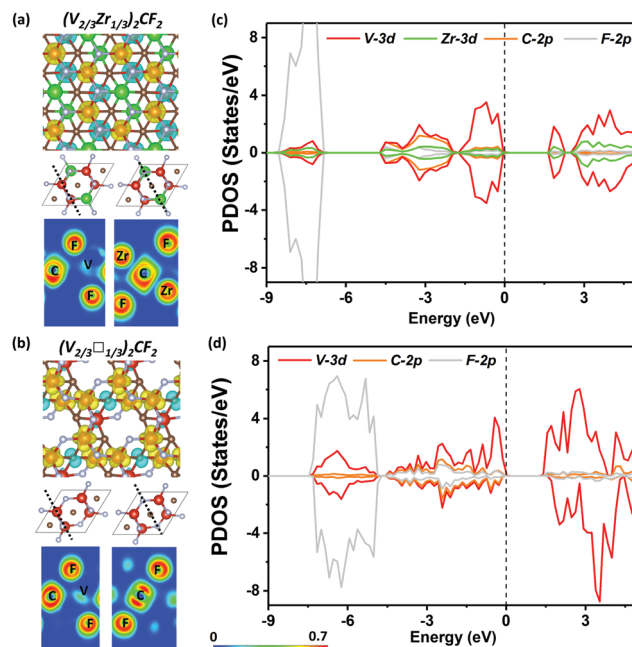 (a)
(V2/3Zr1/3)2CF2
F
C
V
F
F
Zr
C
Zr
F
(b)
(V2/3□1/3)2CF2
F
C
V
F
F
C
F
0 0.7
(c)
V-3d Zr-3d C-2p F-2p
PDOS (States/eV)
8
4
0
-4
-8
-9 -6 -3 0 3
Energy (eV)
(d)
V-3d C-2p F-2p
PDOS (States/eV)
8
4
0
-4
-8
-9 -6 -3 0 3
Energy (eV)